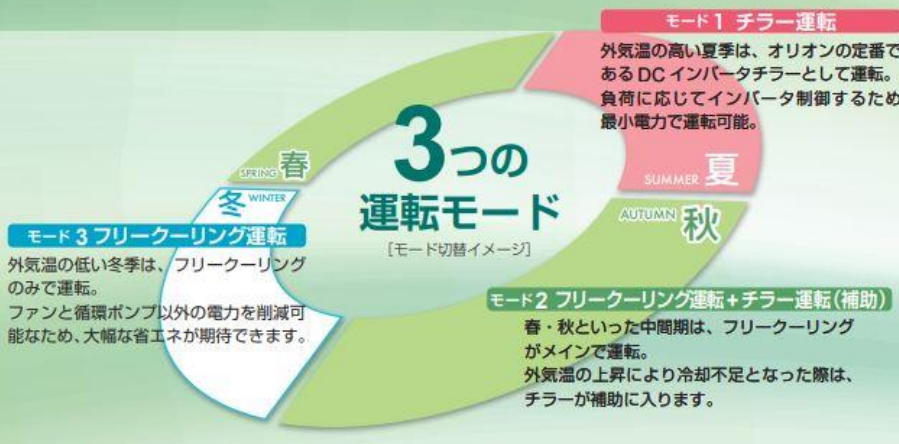 モード1 チラー運転
外気温の高い夏季は、オリオンの定番で
ある DC インバータチラーとして運転。
負荷に応じてインバータ制御するため
最小電力で運転可能。
SPRING 春
3つの
運転モード
[モード切替イメージ]
SUMMER 夏
冬 WINTER
AUTUMN 秋
モード3 フリークーリング運転
外気温の低い冬季は、フリークーリング
のみで運転。
ファンと循環ポンプ以外の電力を削減可
能なため、大幅な省エネが期待できます。
モード2 フリークーリング運転+チラー運転(補助)
春・秋といった中間期は、フリークーリング
がメインで運転。
外気温の上昇により冷却不足となった際は、
チラーが補助に入ります。